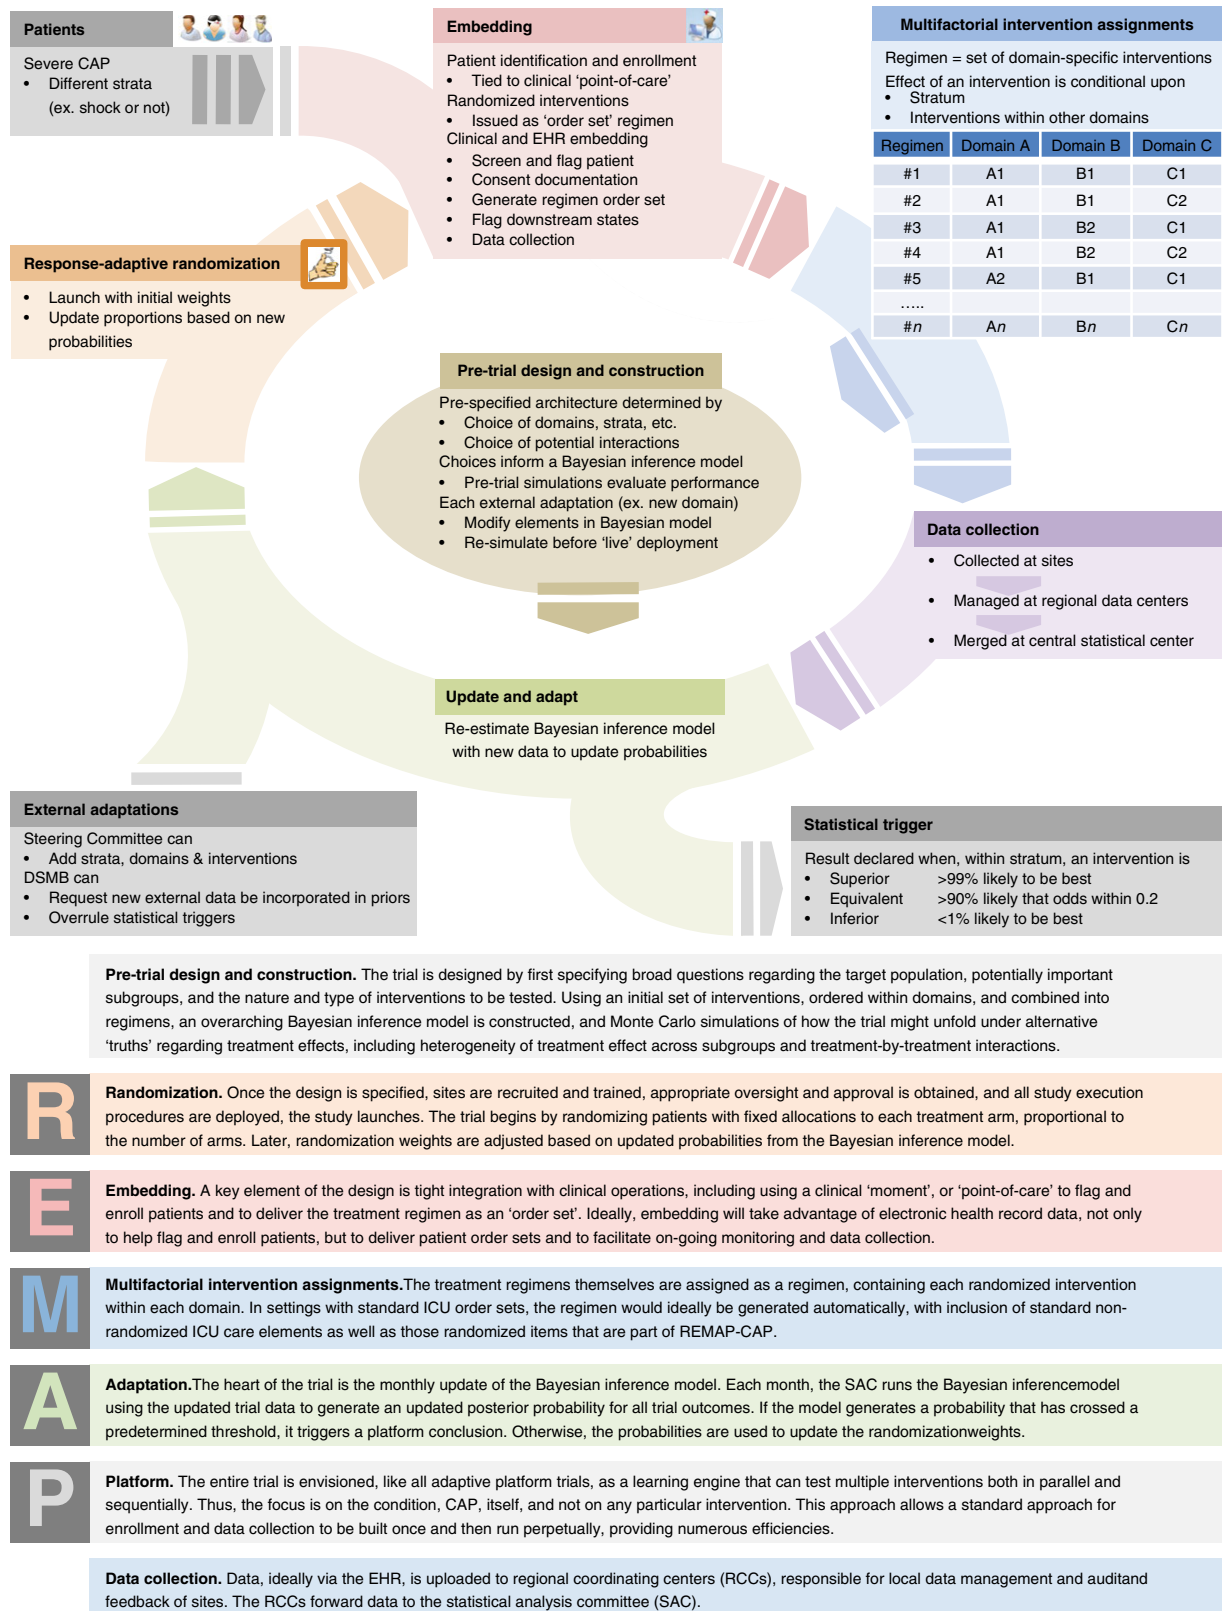 Patients
Severe CAP
• Different strata
(ex. shock or not)
Embedding
Patient identification and enrollment
• Tied to clinical ‘point-of-care’
Randomized interventions
• Issued as ‘order set’ regimen
Clinical and EHR embedding
• Screen and flag patient
• Consent documentation
• Generate regimen order set
• Flag downstream states
• Data collection
Multifactorial intervention assignments
Regimen = set of domain-specific interventions
Effect of an intervention is conditional upon
• Stratum
• Interventions within other domains
Regimen Domain A Domain B Domain C
#1 A1 B1 C1
#2 A1 B1 C2
#3 A1 B2 C1
#4 A1 B2 C2
#5 A2 B1 C1
.....
#n An Bn Cn
Response-adaptive randomization
• Launch with initial weights
• Update proportions based on new
probabilities
Pre-trial design and construction
Pre-specified architecture determined by
• Choice of domains, strata, etc.
• Choice of potential interactions
Choices inform a Bayesian inference model
• Pre-trial simulations evaluate performance
Each external adaptation (ex. new domain)
• Modify elements in Bayesian model
• Re-simulate before ‘live’ deployment
Data collection
• Collected at sites
• Managed at regional data centers
• Merged at central statistical center
Update and adapt
Re-estimate Bayesian inference model
with new data to update probabilities
External adaptations
Steering Committee can
• Add strata, domains & interventions
DSMB can
• Request new external data be incorporated in priors
• Overrule statistical triggers
Statistical trigger
Result declared when, within stratum, an intervention is
• Superior >99% likely to be best
• Equivalent >90% likely that odds within 0.2
• Inferior <1% likely to be best
Pre-trial design and construction. The trial is designed by first specifying broad questions regarding the target population, potentially important
subgroups, and the nature and type of interventions to be tested. Using an initial set of interventions, ordered within domains, and combined into
regimens, an overarching Bayesian inference model is constructed, and Monte Carlo simulations of how the trial might unfold under alternative
‘truths’ regarding treatment effects, including heterogeneity of treatment effect across subgroups and treatment-by-treatment interactions.
R
Randomization. Once the design is specified, sites are recruited and trained, appropriate oversight and approval is obtained, and all study execution
procedures are deployed, the study launches. The trial begins by randomizing patients with fixed allocations to each treatment arm, proportional to
the number of arms. Later, randomization weights are adjusted based on updated probabilities from the Bayesian inference model.
E
Embedding. A key element of the design is tight integration with clinical operations, including using a clinical ‘moment’, or ‘point-of-care’ to flag and
enroll patients and to deliver the treatment regimen as an ‘order set’. Ideally, embedding will take advantage of electronic health record data, not only
to help flag and enroll patients, but to deliver patient order sets and to facilitate on-going monitoring and data collection.
M
Multifactorial intervention assignments.The treatment regimens themselves are assigned as a regimen, containing each randomized intervention
within each domain. In settings with standard ICU order sets, the regimen would ideally be generated automatically, with inclusion of standard non-
randomized ICU care elements as well as those randomized items that are part of REMAP-CAP.
A
Adaptation.The heart of the trial is the monthly update of the Bayesian inference model. Each month, the SAC runs the Bayesian inferencemodel
using the updated trial data to generate an updated posterior probability for all trial outcomes. If the model generates a probability that has crossed a
predetermined threshold, it triggers a platform conclusion. Otherwise, the probabilities are used to update the randomizationweights.
P
Platform. The entire trial is envisioned, like all adaptive platform trials, as a learning engine that can test multiple interventions both in parallel and
sequentially. Thus, the focus is on the condition, CAP, itself, and not on any particular intervention. This approach allows a standard approach for
enrollment and data collection to be built once and then run perpetually, providing numerous efficiencies.
Data collection. Data, ideally via the EHR, is uploaded to regional coordinating centers (RCCs), responsible for local data management and auditand
feedback of sites. The RCCs forward data to the statistical analysis committee (SAC).